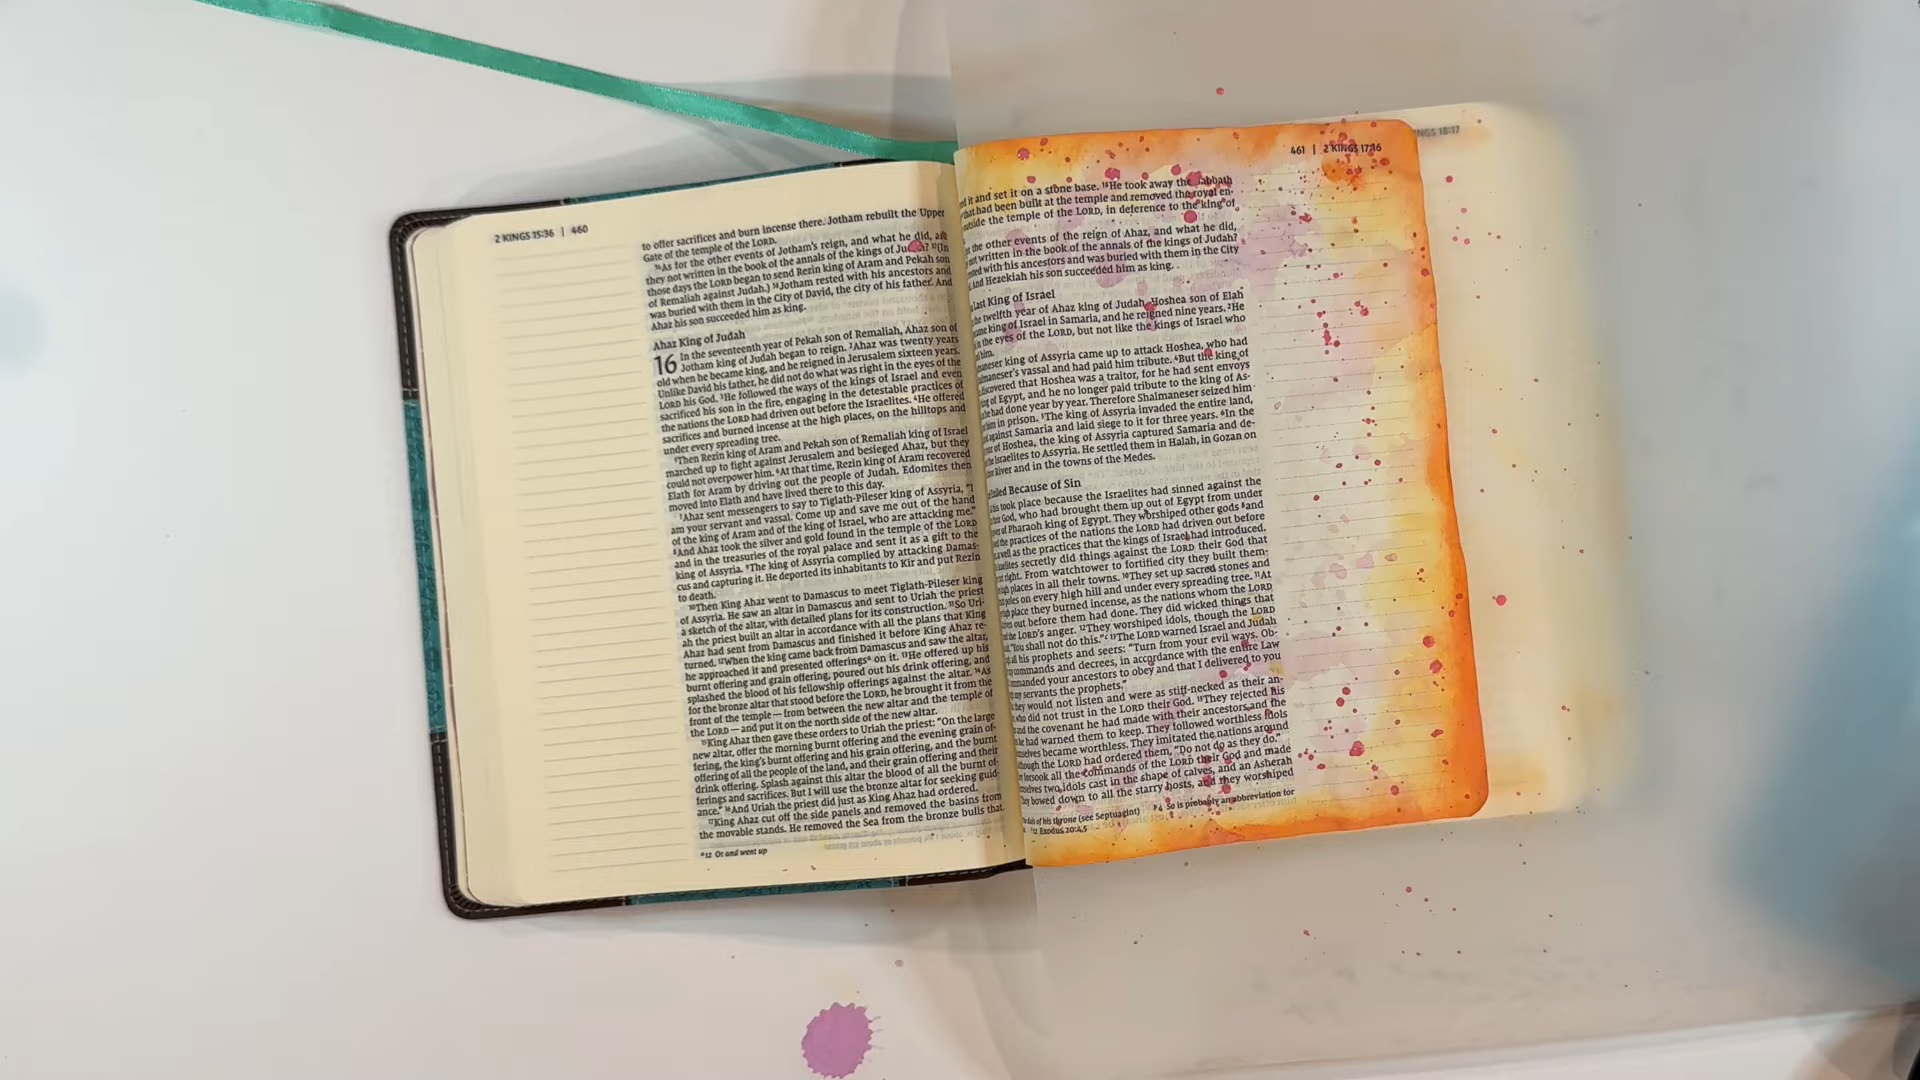 2 KINGS 15:36 | 460
to offer sacrifices and burn incense there. Jotham rebuilt the Upper
Gate of the temple of the LORD.
³⁶As for the other events of Jotham's reign, and what he did, are
they not written in the book of the annals of the kings of Judah? ³⁷(In
those days the LORD began to send Rezin king of Aram and Pekah son
of Remaliah against Judah.) ³⁸Jotham rested with his ancestors and
was buried with them in the City of David, the city of his father. And
Ahaz his son succeeded him as king.
Ahaz King of Judah
16 In the seventeenth year of Pekah son of Remaliah, Ahaz son of
Jotham king of Judah began to reign. ²Ahaz was twenty years
old when he became king, and he reigned in Jerusalem sixteen years.
Unlike David his father, he did not do what was right in the eyes of the
LORD his God. ³He followed the ways of the kings of Israel and even
sacrificed his son in the fire, engaging in the detestable practices of
the nations the LORD had driven out before the Israelites. ⁴He offered
sacrifices and burned incense at the high places, on the hilltops and
under every spreading tree.
⁵Then Rezin king of Aram and Pekah son of Remaliah king of Israel
marched up to fight against Jerusalem and besieged Ahaz, but they
could not overpower him. ⁶At that time, Rezin king of Aram recovered
Elath for Aram by driving out the people of Judah. Edomites then
moved into Elath and have lived there to this day.
⁷Ahaz sent messengers to say to Tiglath-Pileser king of Assyria, "I
am your servant and vassal. Come up and save me out of the hand
of the king of Aram and of the king of Israel, who are attacking me."
⁸And Ahaz took the silver and gold found in the temple of the LORD
and in the treasuries of the royal palace and sent it as a gift to the
king of Assyria. ⁹The king of Assyria complied by attacking Damas-
cus and capturing it. He deported its inhabitants to Kir and put Rezin
to death.
¹⁰Then King Ahaz went to Damascus to meet Tiglath-Pileser king
of Assyria. He saw an altar in Damascus and sent to Uriah the priest
a sketch of the altar, with detailed plans for its construction. ¹¹So Uri-
ah the priest built an altar in accordance with all the plans that King
Ahaz had sent from Damascus and finished it before King Ahaz re-
turned. ¹²When the king came back from Damascus and saw the altar,
he approached it and presented offeringsᵃ on it. ¹³He offered up his
burnt offering and grain offering, poured out his drink offering, and
splashed the blood of his fellowship offerings against the altar. ¹⁴As
for the bronze altar that stood before the LORD, he brought it from the
front of the temple — from between the new altar and the temple of
the LORD — and put it on the north side of the new altar.
¹⁵King Ahaz then gave these orders to Uriah the priest: "On the large
new altar, offer the morning burnt offering and the evening grain of-
fering, the king's burnt offering and his grain offering, and the burnt
offering of all the people of the land, and their grain offering and their
drink offering. Splash against this altar the blood of all the burnt of-
ferings and sacrifices. But I will use the bronze altar for seeking guid-
ance." ¹⁶And Uriah the priest did just as King Ahaz had ordered.
¹⁷King Ahaz cut off the side panels and removed the basins from
the movable stands. He removed the Sea from the bronze bulls that
ᵃ12 Or and went up
461 | 2 KINGS 17:16
it and set it on a stone base. ¹⁸He took away the Sabbath
that had been built at the temple and removed the royal en-
outside the temple of the LORD, in deference to the king of
the other events of the reign of Ahaz, and what he did,
not written in the book of the annals of the kings of Judah?
with his ancestors and was buried with them in the City
And Hezekiah his son succeeded him as king.
Last King of Israel
the twelfth year of Ahaz king of Judah, Hoshea son of Elah
king of Israel in Samaria, and he reigned nine years. ²He
in the eyes of the LORD, but not like the kings of Israel who
him.
king of Assyria came up to attack Hoshea, who had
vassal and had paid him tribute. ⁴But the king of
discovered that Hoshea was a traitor, for he had sent envoys
of Egypt, and he no longer paid tribute to the king of As-
he had done year by year. Therefore Shalmaneser seized him
him in prison. ⁵The king of Assyria invaded the entire land,
against Samaria and laid siege to it for three years. ⁶In the
of Hoshea, the king of Assyria captured Samaria and de-
the Israelites to Assyria. He settled them in Halah, in Gozan on
River and in the towns of the Medes.
Exiled Because of Sin
took place because the Israelites had sinned against the
God, who had brought them up out of Egypt from under
of Pharaoh king of Egypt. They worshiped other gods ⁸and
the practices of the nations the LORD had driven out before
as well as the practices that the kings of Israel had introduced.
secretly did things against the LORD their God that
right. From watchtower to fortified city they built them-
high places in all their towns. ¹⁰They set up sacred stones and
poles on every high hill and under every spreading tree. ¹¹At
place they burned incense, as the nations whom the LORD
out before them had done. They did wicked things that
the LORD's anger. ¹²They worshiped idols, though the LORD
"You shall not do this."ᶜ ¹³The LORD warned Israel and Judah
all his prophets and seers: "Turn from your evil ways. Ob-
commands and decrees, in accordance with the entire Law
commanded your ancestors to obey and that I delivered to you
my servants the prophets."
they would not listen and were as stiff-necked as their an-
who did not trust in the LORD their God. ¹⁵They rejected his
and the covenant he had made with their ancestors and the
he had warned them to keep. They followed worthless idols
became worthless. They imitated the nations around
though the LORD had ordered them, "Do not do as they do."
forsook all the commands of the LORD their God and made
two idols cast in the shape of calves, and an Asherah
They bowed down to all the starry hosts, and they worshiped
of his throne (see Septuagint) ᵇ4 So is probably an abbreviation for
ᶜ12 Exodus 20:4,5
INGS 18:17